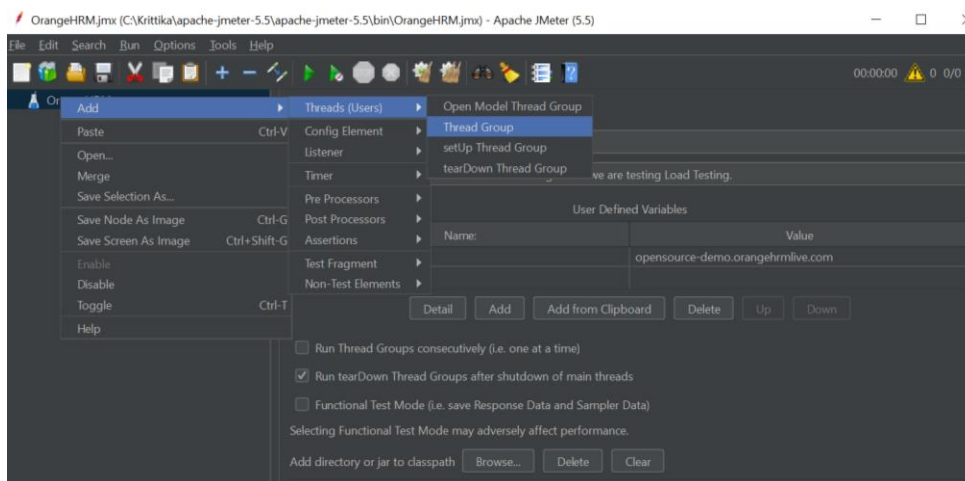 OrangeHRM.jmx (C:\Krittika\apache-jmeter-5.5\apache-jmeter-5.5\bin\OrangeHRM.jmx) - Apache JMeter (5.5)
File Edit Search Run Options Tools Help
00:00:00 0 0/0
Add
Paste Ctrl-V
Open...
Merge
Save Selection As...
Save Node As Image Ctrl-G
Save Screen As Image Ctrl+Shift-G
Enable
Disable
Toggle Ctrl-T
Help
Threads (Users)
Config Element
Listener
Timer
Pre Processors
Post Processors
Assertions
Test Fragment
Non-Test Elements
Open Model Thread Group
Thread Group
setUp Thread Group
tearDown Thread Group
we are testing Load Testing.
User Defined Variables
Name: Value
opensource-demo.orangehrmlive.com
Detail Add Add from Clipboard Delete Up Down
Run Thread Groups consecutively (i.e. one at a time)
Run tearDown Thread Groups after shutdown of main threads
Functional Test Mode (i.e. save Response Data and Sampler Data)
Selecting Functional Test Mode may adversely affect performance.
Add directory or jar to classpath Browse... Delete Clear